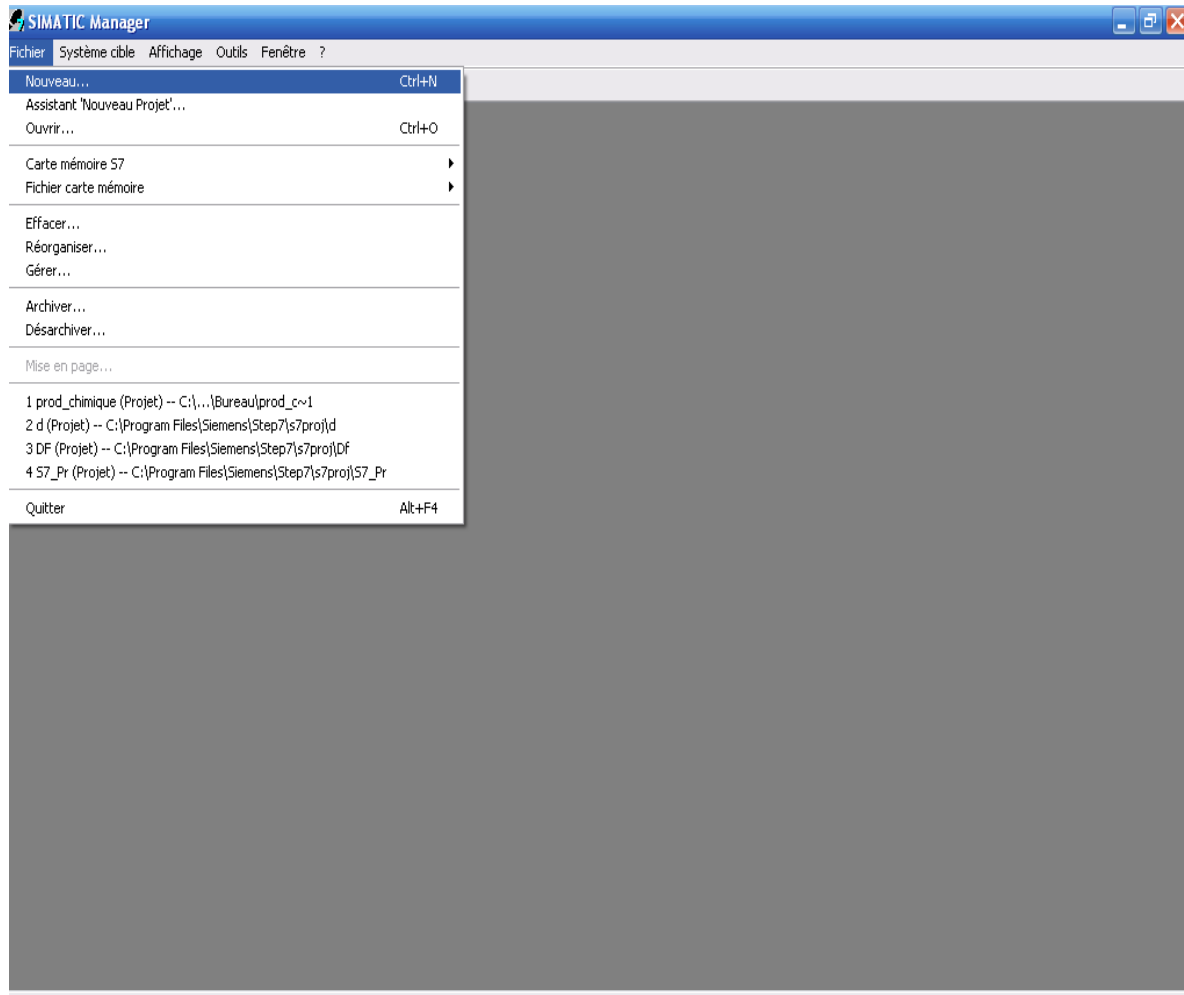 SIMATIC Manager
Fichier Système cible Affichage Outils Fenêtre ?
Nouveau... Ctrl+N
Assistant 'Nouveau Projet'...
Ouvrir... Ctrl+O
Carte mémoire S7
Fichier carte mémoire
Effacer...
Réorganiser...
Gérer...
Archiver...
Désarchiver...
Mise en page...
1 prod_chimique (Projet) -- C:\...\Bureau\prod_c~1
2 d (Projet) -- C:\Program Files\Siemens\Step7\s7proj\d
3 DF (Projet) -- C:\Program Files\Siemens\Step7\s7proj\Df
4 S7_Pr (Projet) -- C:\Program Files\Siemens\Step7\s7proj\S7_Pr
Quitter Alt+F4